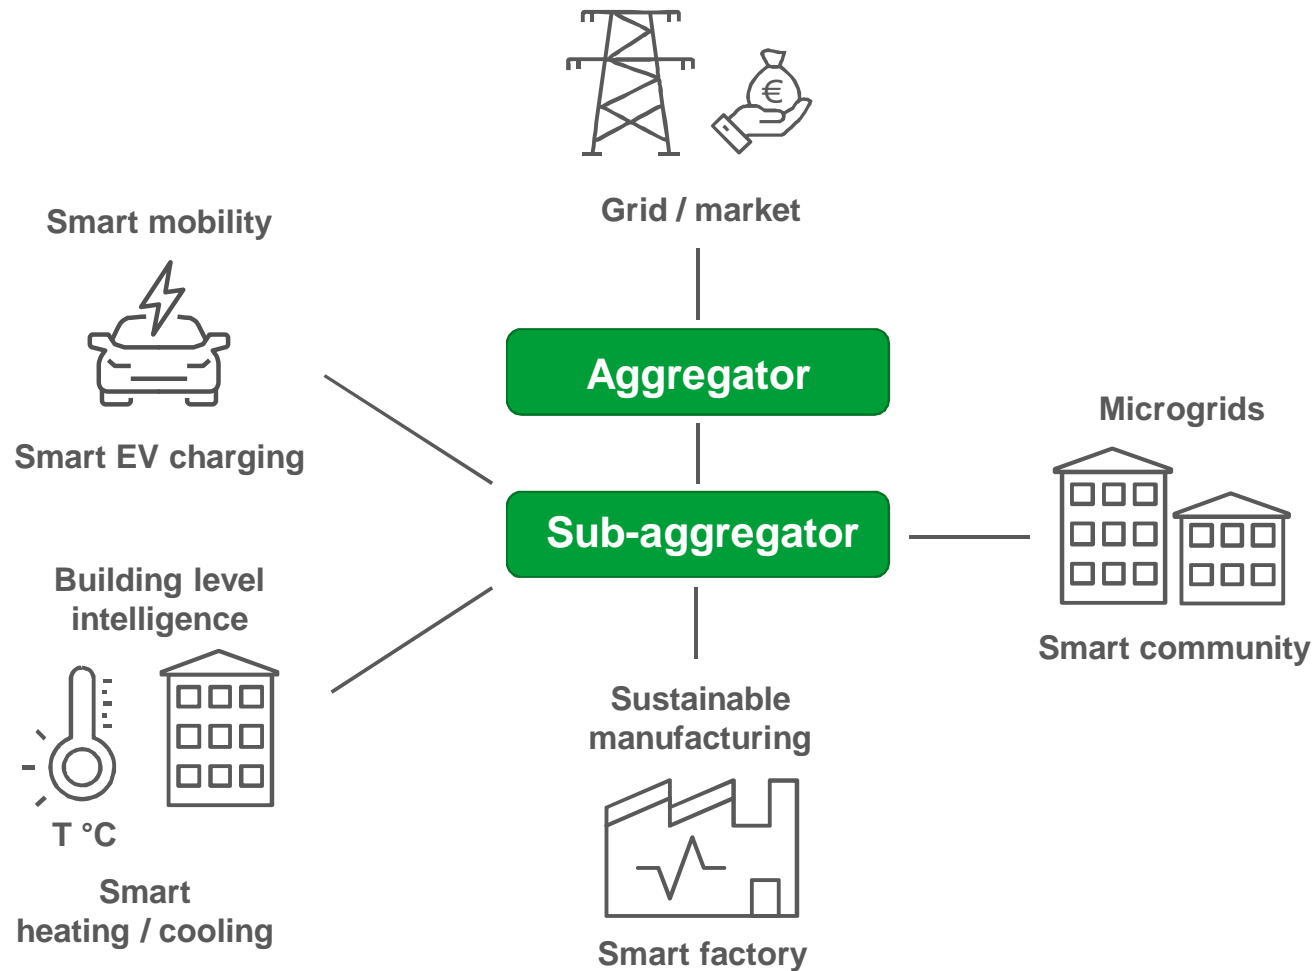 €
Grid / market
Smart mobility
Smart EV charging
Aggregator
Sub-aggregator
Microgrids
Smart community
Building level
intelligence
T °C
Smart
heating / cooling
Sustainable
manufacturing
Smart factory